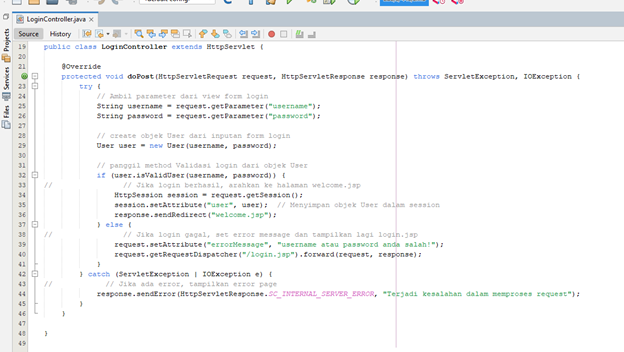 LoginController.java
Source History
Projects
Services
Files
19 public class LoginController extends HttpServlet {
20
21 @Override
protected void doPost(HttpServletRequest request, HttpServletResponse response) throws ServletException, IOException {
23 try {
24 // Ambil parameter dari view form login
25 String username = request.getParameter("username");
26 String password = request.getParameter("password");
27
28 // create objek User dari inputan form login
29 User user = new User(username, password);
30
31 // panggil method Validasi login dari objek User
32 if (user.isValidUser(username, password)) {
33 // // Jika login berhasil, arahkan ke halaman welcome.jsp
34 HttpSession session = request.getSession();
35 session.setAttribute("user", user); // Menyimpan objek User dalam session
36 response.sendRedirect("welcome.jsp");
37 } else {
38 // // Jika login gagal, set error message dan tampilkan lagi login.jsp
39 request.setAttribute("errorMessage", "username atau password anda salah!");
40 request.getRequestDispatcher("/login.jsp").forward(request, response);
41 }
42 } catch (ServletException | IOException e) {
43 // // Jika ada error, tampilkan error page
44 response.sendError(HttpServletResponse.SC_INTERNAL_SERVER_ERROR, "Terjadi kesalahan dalam memproses request");
45 }
46 }
47
48 }
49